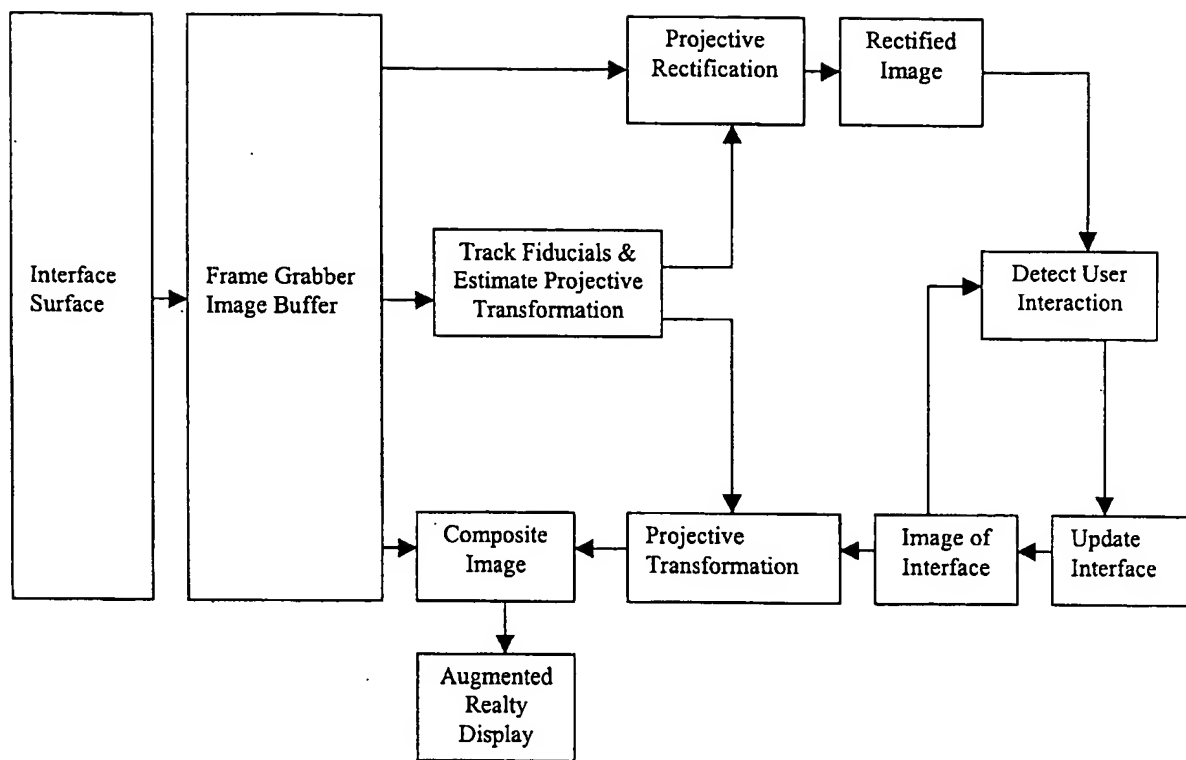 Projective
Rectification
Rectified
Image
Interface
Surface
Frame Grabber
Image Buffer
Track Fiducials &
Estimate Projective
Transformation
Detect User
Interaction
Composite
Image
Projective
Transformation
Image of
Interface
Update
Interface
Augmented
Realty
Display